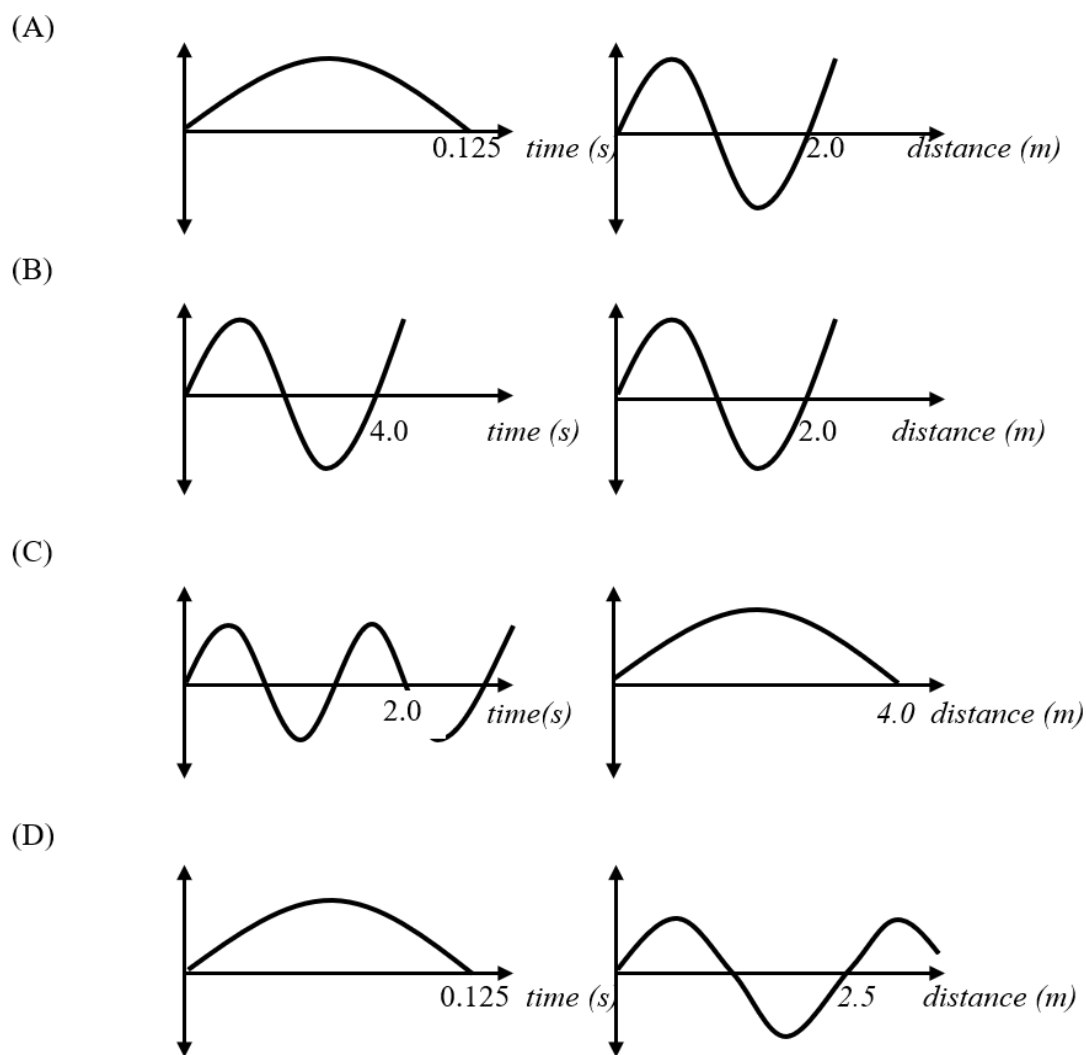 (A)
0.125 time (s) 2.0 distance (m)
(B)
4.0 time (s) 2.0 distance (m)
(C)
2.0 time(s) 4.0 distance (m)
(D)
0.125 time (s) 2.5 distance (m)